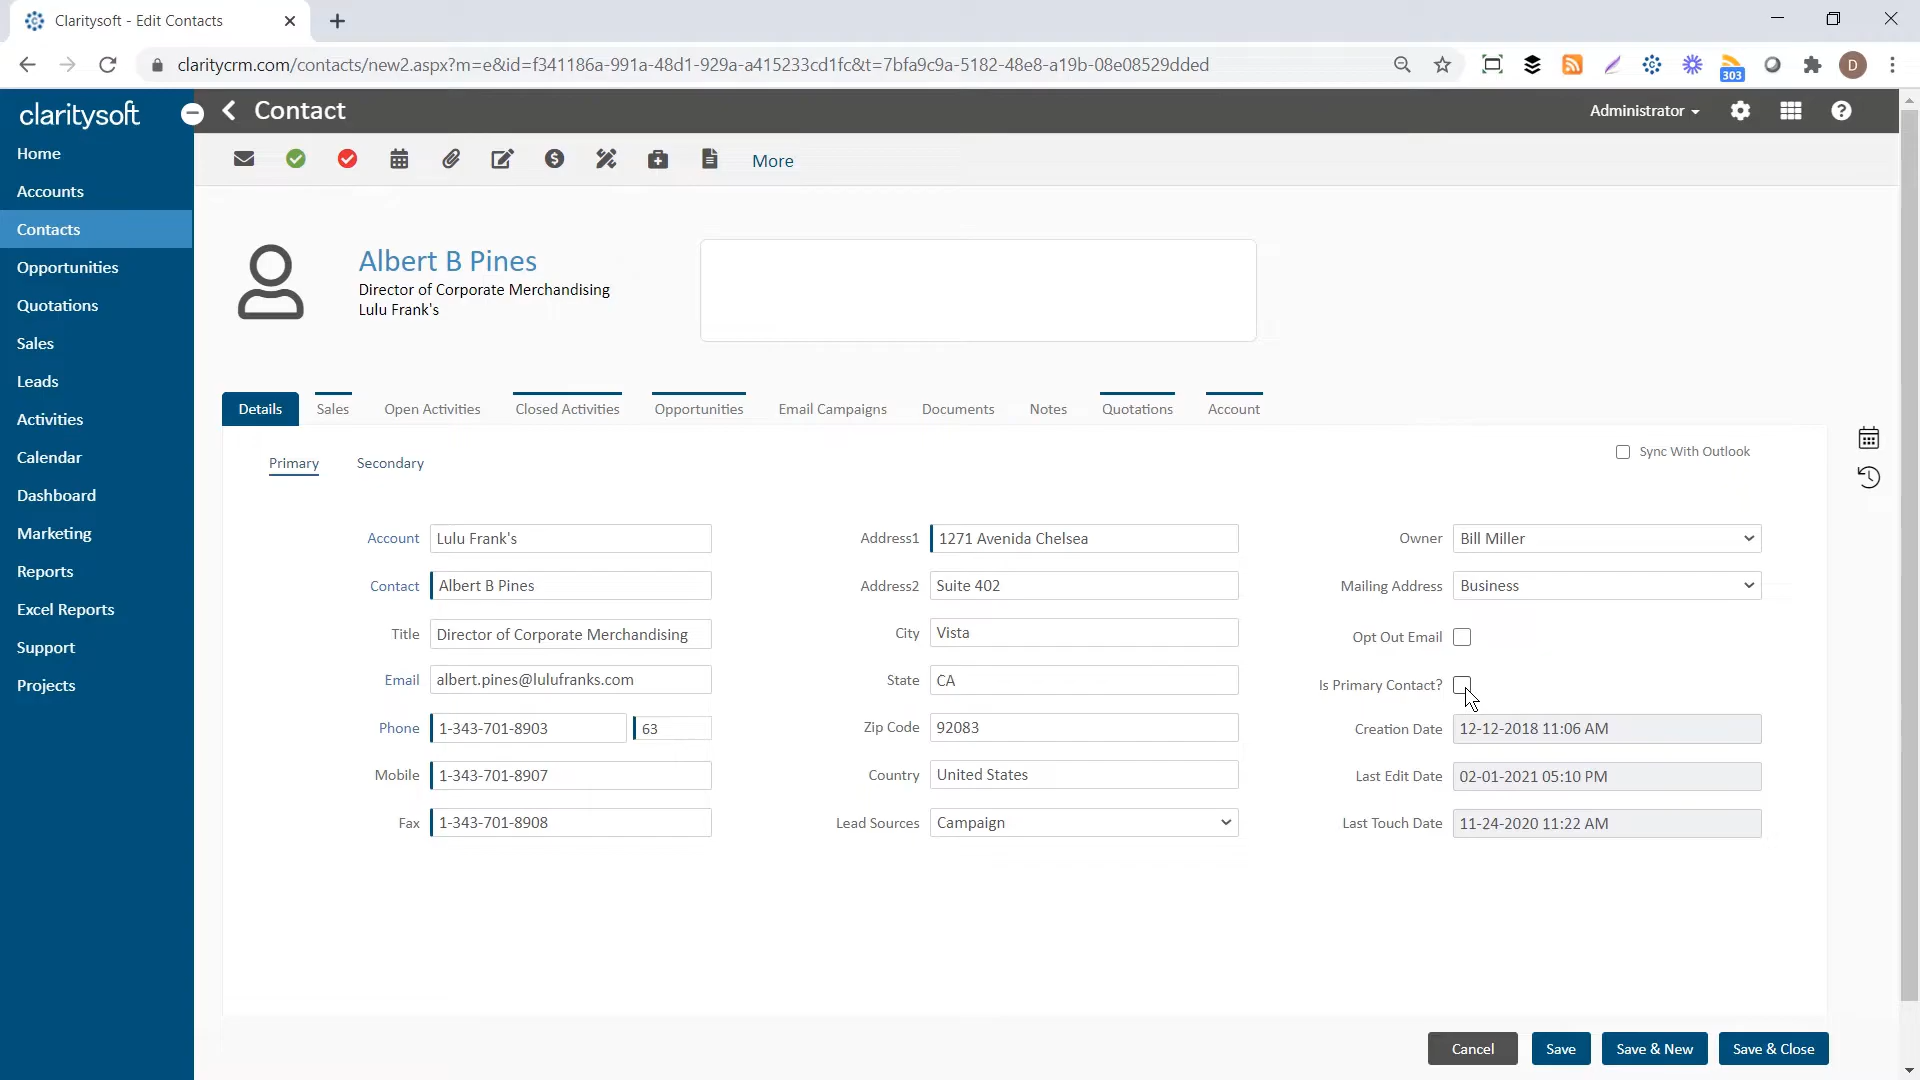 Claritysoft - Edit Contacts
claritycrm.com/contacts/new2.aspx?m=e&id=f341186a-991a-48d1-929a-a415233cd1fc&t=7bfa9c9a-5182-48e8-a19b-08e08529dded
303
D
claritysoft
Contact
Administrator
Home
Accounts
Contacts
Opportunities
Quotations
Sales
Leads
Activities
Calendar
Dashboard
Marketing
Reports
Excel Reports
Support
Projects
More
Albert B Pines
Director of Corporate Merchandising
Lulu Frank's
Details Sales Open Activities Closed Activities Opportunities Email Campaigns Documents Notes Quotations Account
Primary Secondary Sync With Outlook
Account Lulu Frank's Address1 1271 Avenida Chelsea Owner Bill Miller
Contact Albert B Pines Address2 Suite 402 Mailing Address Business
Title Director of Corporate Merchandising City Vista Opt Out Email
Email albert.pines@lulufranks.com State CA Is Primary Contact?
Phone 1-343-701-8903 63 Zip Code 92083 Creation Date 12-12-2018 11:06 AM
Mobile 1-343-701-8907 Country United States Last Edit Date 02-01-2021 05:10 PM
Fax 1-343-701-8908 Lead Sources Campaign Last Touch Date 11-24-2020 11:22 AM
Cancel Save Save & New Save & Close